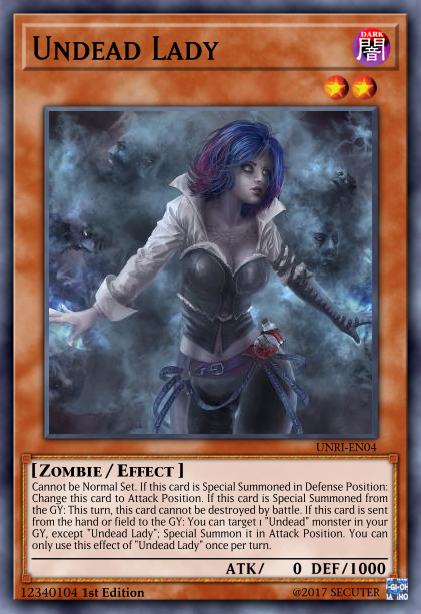 UNDEAD LADY
DARK
闇
UNRI-EN04
[ ZOMBIE / EFFECT ]
Cannot be Normal Set. If this card is Special Summoned in Defense Position:
Change this card to Attack Position. If this card is Special Summoned from
the GY: This turn, this card cannot be destroyed by battle. If this card is sent
from the hand or field to the GY: You can target 1 "Undead" monster in your
GY, except "Undead Lady"; Special Summon it in Attack Position. You can
only use this effect of "Undead Lady" once per turn.
ATK/ 0 DEF/1000
12340104 1st Edition
©2017 SECUTER